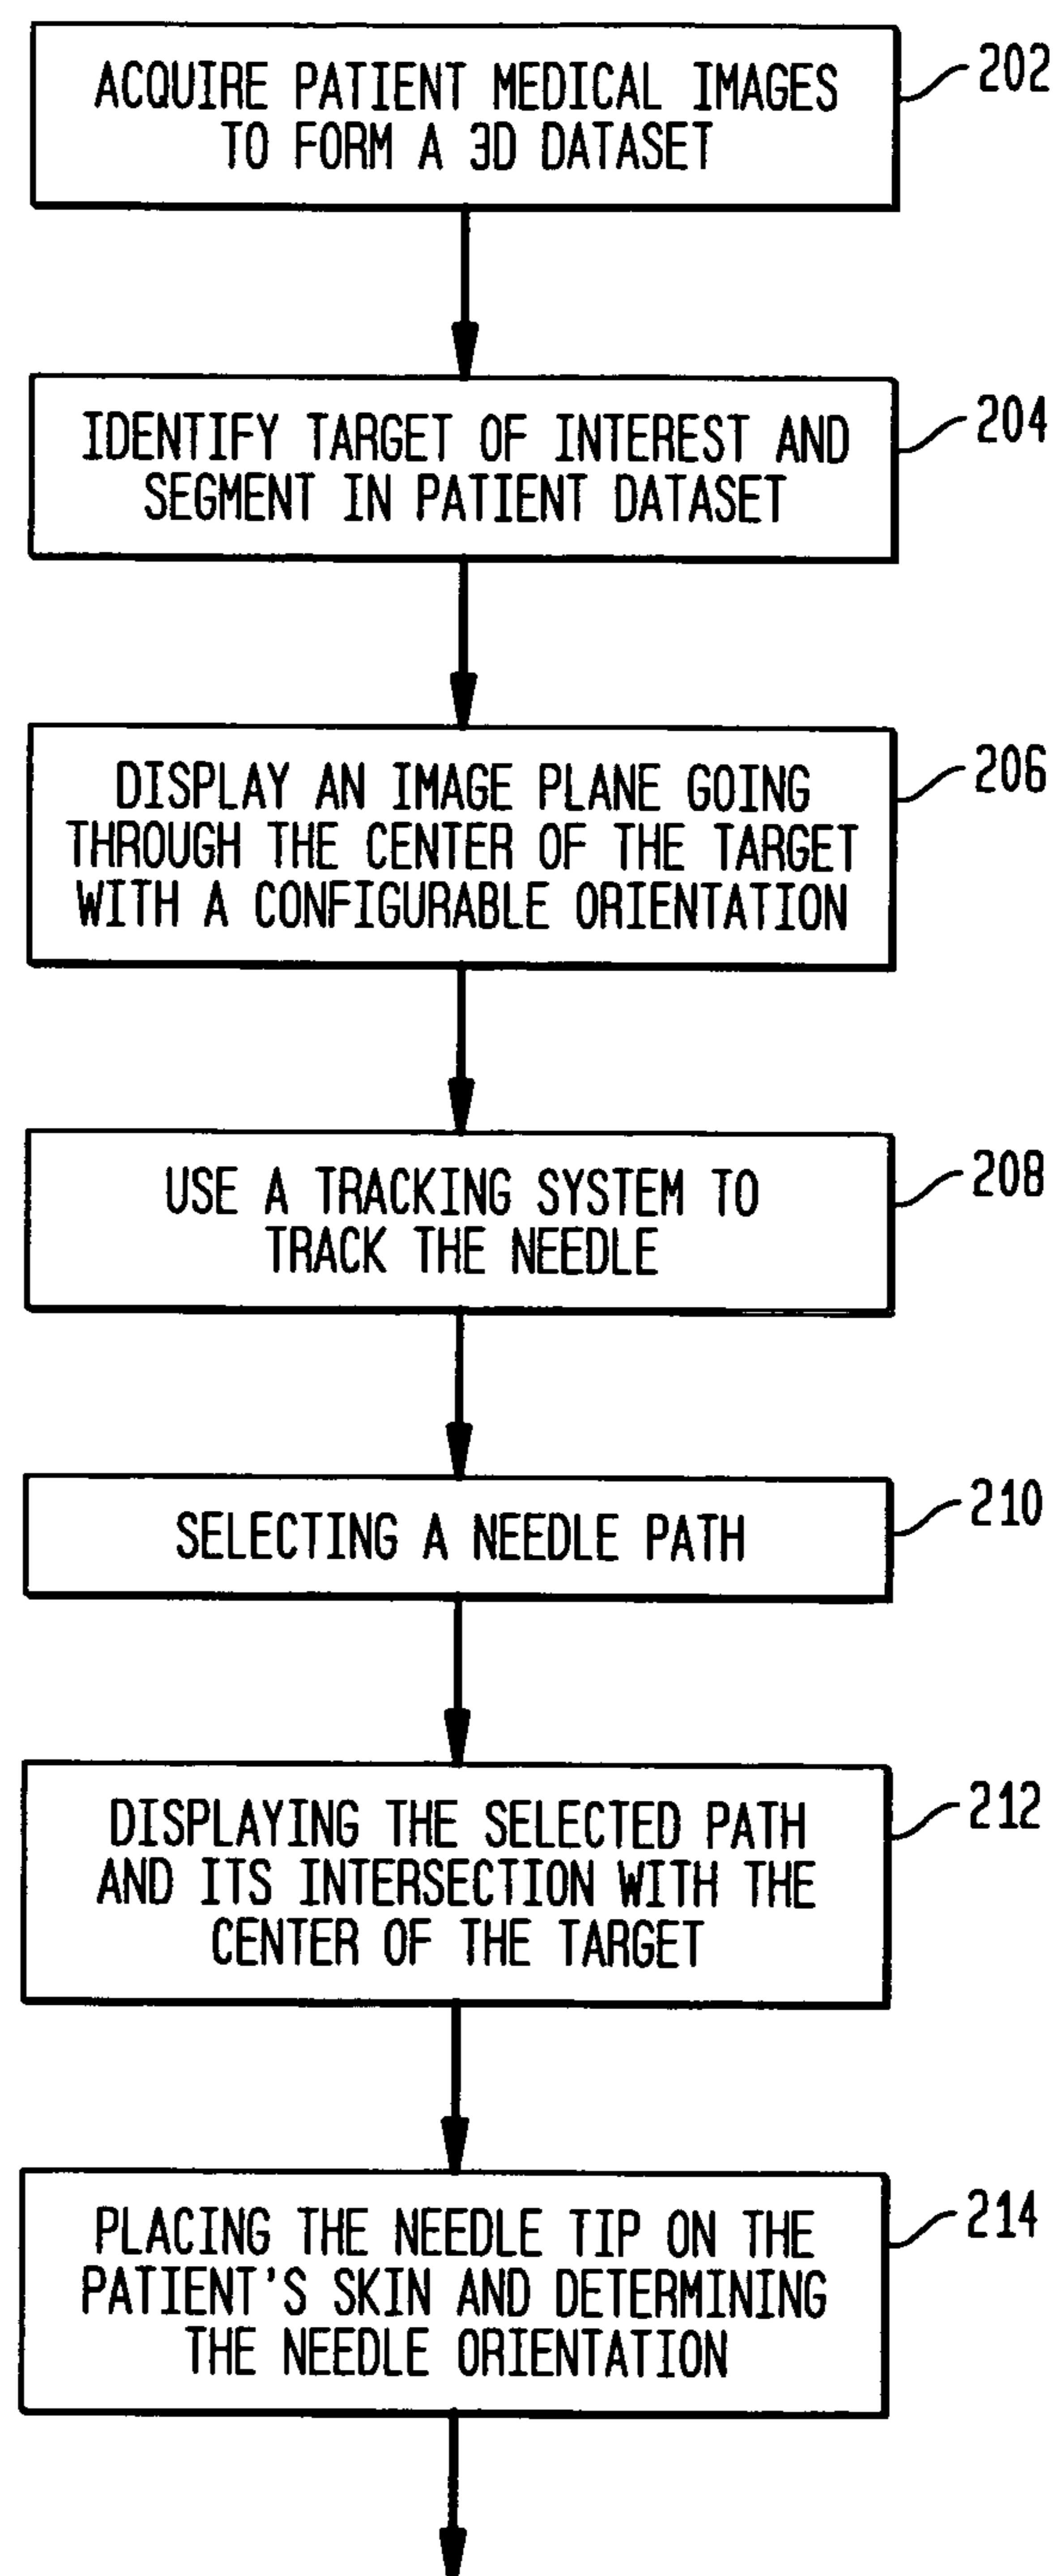 ACQUIRE PATIENT MEDICAL IMAGES
TO FORM A 3D DATASET
202
IDENTIFY TARGET OF INTEREST AND
SEGMENT IN PATIENT DATASET
204
DISPLAY AN IMAGE PLANE GOING
THROUGH THE CENTER OF THE TARGET
WITH A CONFIGURABLE ORIENTATION
206
USE A TRACKING SYSTEM TO
TRACK THE NEEDLE
208
SELECTING A NEEDLE PATH
210
DISPLAYING THE SELECTED PATH
AND ITS INTERSECTION WITH THE
CENTER OF THE TARGET
212
PLACING THE NEEDLE TIP ON THE
PATIENT'S SKIN AND DETERMINING
THE NEEDLE ORIENTATION
214